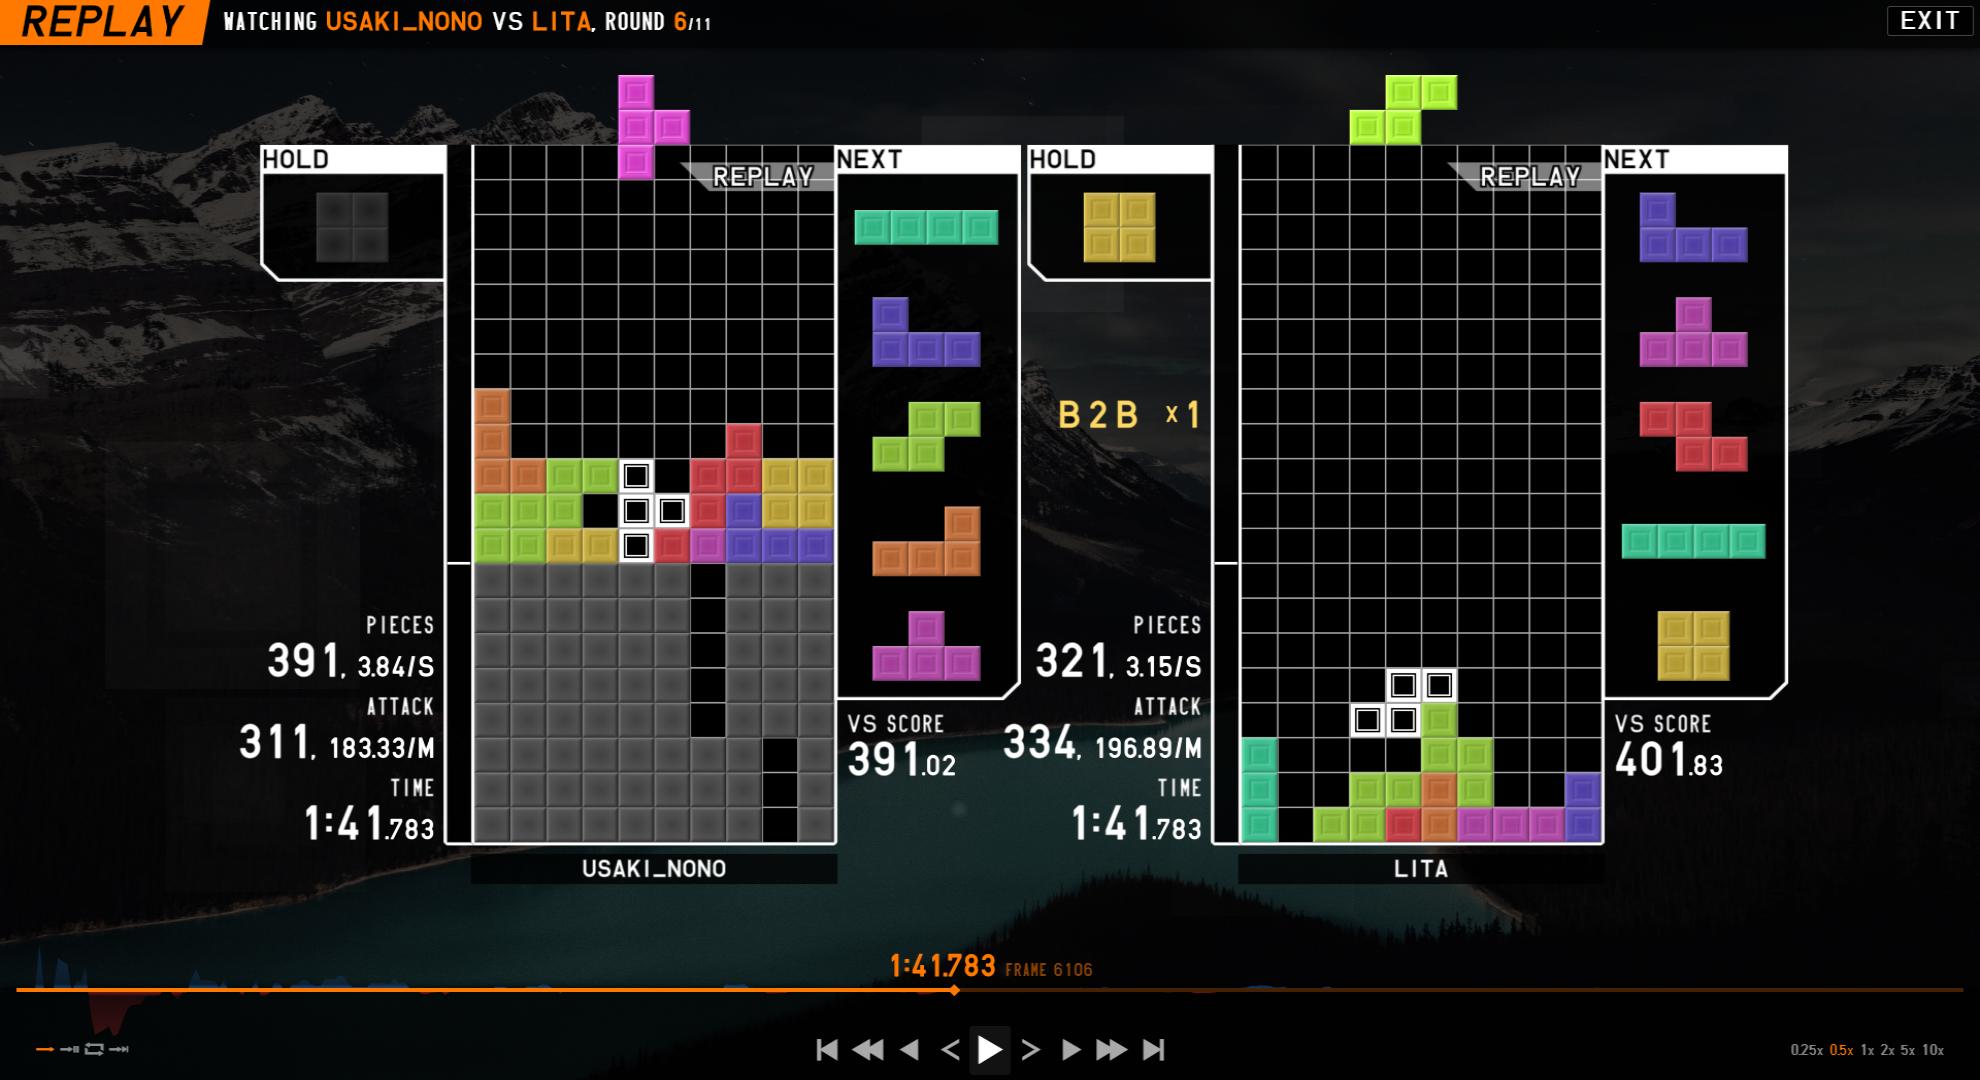 REPLAY WATCHING USAKI_NONO VS LITA, ROUND 6/11 EXIT
HOLD
REPLAY
NEXT
PIECES
391, 3.84/S
ATTACK
311, 183.33/M
TIME
1:41.783
VS SCORE
391.02
USAKI_NONO
HOLD
REPLAY
NEXT
B2B x1
PIECES
321, 3.15/S
ATTACK
334, 196.89/M
TIME
1:41.783
VS SCORE
401.83
LITA
1:41.783 FRAME 6106
0.25x 0.5x 1x 2x 5x 10x